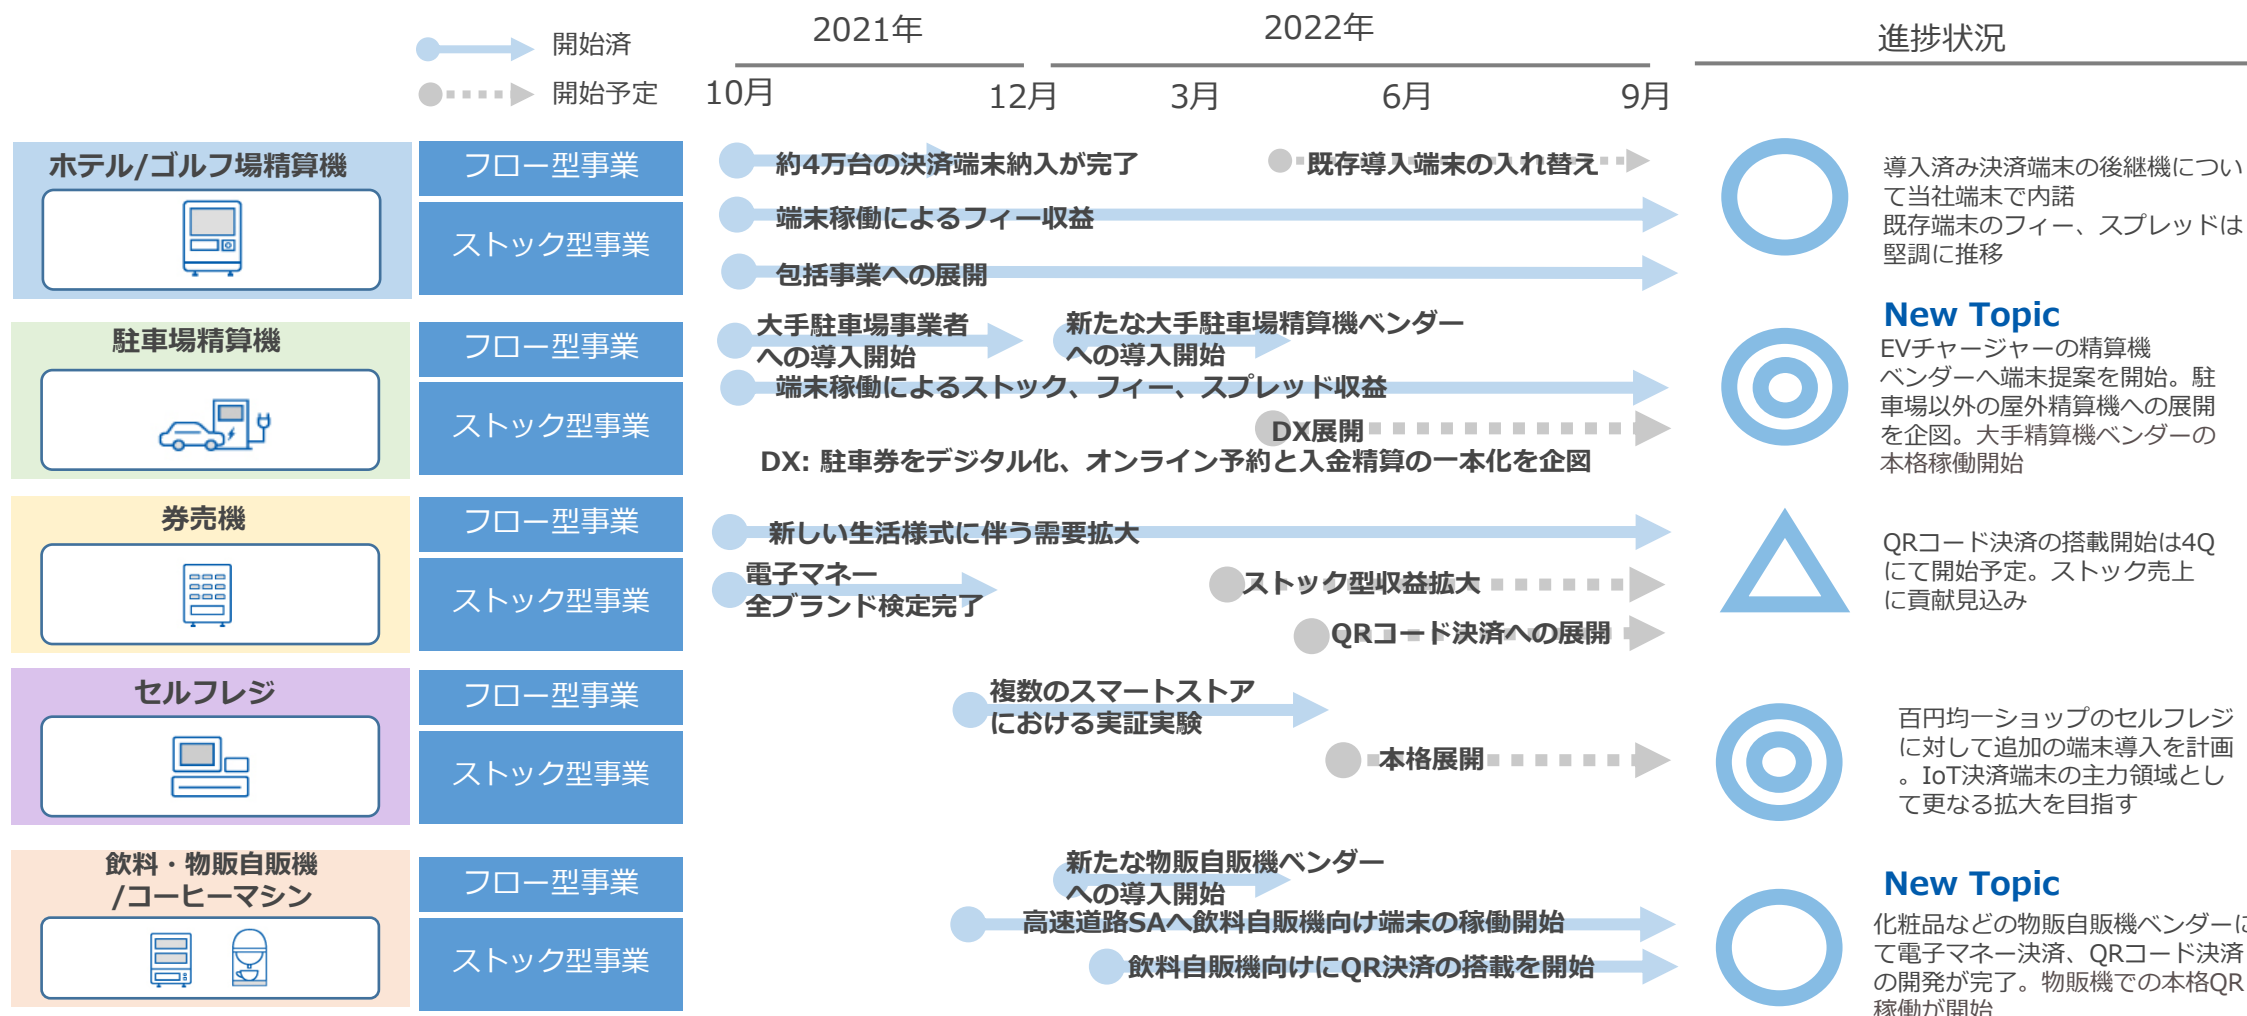 2021年
2022年
進捗状況
開始済
開始予定
10月
12月
3月
6月
9月
ホテル/ゴルフ場精算機
フロー型事業
ストック型事業
約4万台の決済端末納入が完了
既存導入端末の入れ替え
端末稼働によるフィー収益
包括事業への展開
導入済み決済端末の後継機につい
て当社端末で内諾
既存端末のフィー、スプレッドは
堅調に推移
駐車場精算機
フロー型事業
ストック型事業
大手駐車場事業者
への導入開始
新たな大手駐車場精算機ベンダー
への導入開始
端末稼働によるストック、フィー、スプレッド収益
DX展開
DX: 駐車券をデジタル化、オンライン予約と入金精算の一本化を企図
New Topic
EVチャージャーの精算機
ベンダーへ端末提案を開始。駐
車場以外の屋外精算機への展開
を企図。大手精算機ベンダーの
本格稼働開始
券売機
フロー型事業
ストック型事業
新しい生活様式に伴う需要拡大
電子マネー
全ブランド検定完了
ストック型収益拡大
QRコード決済への展開
QRコード決済の搭載開始は4Q
にて開始予定。ストック売上
に貢献見込み
セルフレジ
フロー型事業
ストック型事業
複数のスマートストア
における実証実験
本格展開
百円均一ショップのセルフレジ
に対して追加の端末導入を計画
。IoT決済端末の主力領域とし
て更なる拡大を目指す
飲料・物販自販機
/コーヒーマシン
フロー型事業
ストック型事業
新たな物販自販機ベンダー
への導入開始
高速道路SAへ飲料自販機向け端末の稼働開始
飲料自販機向けにQR決済の搭載を開始
New Topic
化粧品などの物販自販機ベンダーに
て電子マネー決済、QRコード決済
の開発が完了。物販機での本格QR
稼働が開始